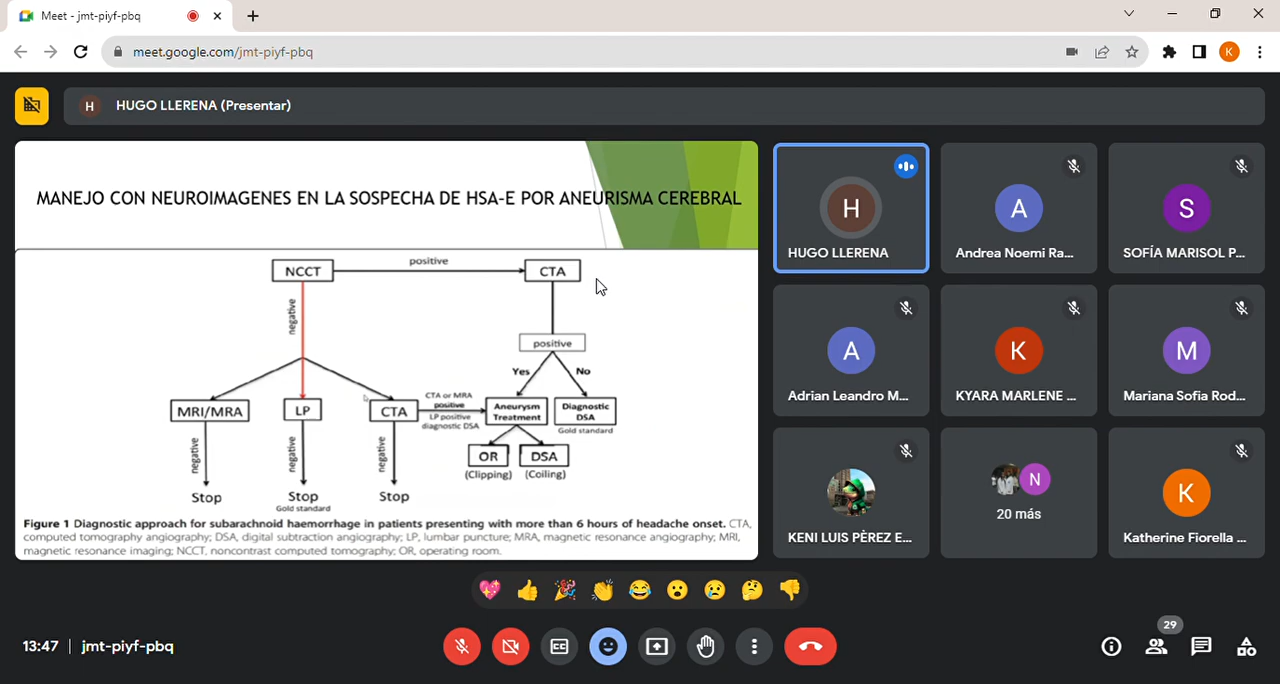 Meet - jmt-piyf-pbq
meet.google.com/jmt-piyf-pbq
K
H
HUGO LLERENA (Presentar)
MANEJO CON NEUROIMAGENES EN LA SOSPECHA DE HSA-E POR ANEURISMA CEREBRAL
NCCT
positive
CTA
negative
positive
Yes
No
MRI/MRA
LP
CTA
CTA or MRA
positive
LP positive
diagnostic DSA
Aneurysm
Treatment
Diagnostic
DSA
Gold standard
negative
negative
negative
OR
DSA
(Clipping)
(Coiling)
Stop
Stop
Gold standard
Stop
Figure 1 Diagnostic approach for subarachnoid haemorrhage in patients presenting with more than 6 hours of headache onset. CTA,
computed tomography angiography; DSA, digital subtraction angiography; LP, lumbar puncture; MRA, magnetic resonance angiography; MRI,
magnetic resonance imaging; NCCT, noncontrast computed tomography; OR, operating room.
H
HUGO LLERENA
A
Andrea Noemi Ra...
S
SOFÍA MARISOL P...
A
Adrian Leandro M...
K
KYARA MARLENE ...
M
Mariana Sofia Rod...
KENI LUIS PÈREZ E...
N
20 más
K
Katherine Fiorella ...
13:47
jmt-piyf-pbq
29